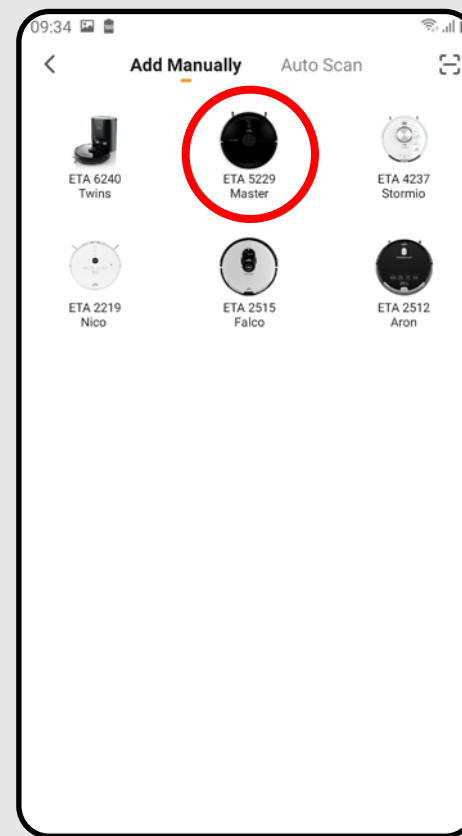 09:34
Add Manually Auto Scan
ETA 6240
Twins
ETA 5229
Master
ETA 4237
Stormio
ETA 2219
Nico
ETA 2515
Falco
ETA 2512
Aron